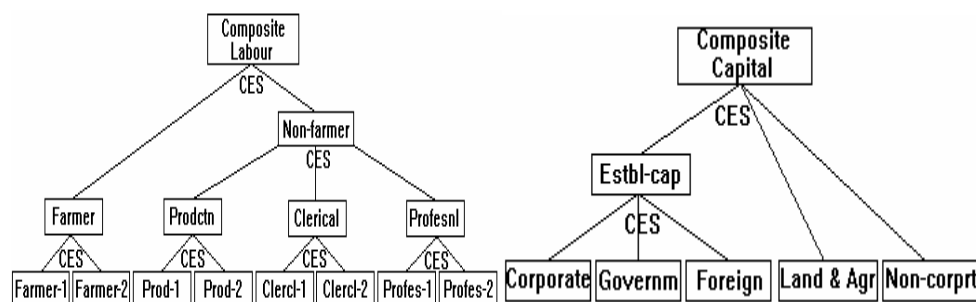 Composite
Labour
CES
Non-farmer
CES
Farmer
Prodctn
Clerical
Profesnl
CES
CES
CES
CES
Farmer-1
Farmer-2
Prod-1
Prod-2
Clercl-1
Clercl-2
Profes-1
Profes-2
Composite
Capital
CES
Estbl-cap
CES
Corporate
Governm
Foreign
Land & Agr
Non-corprt